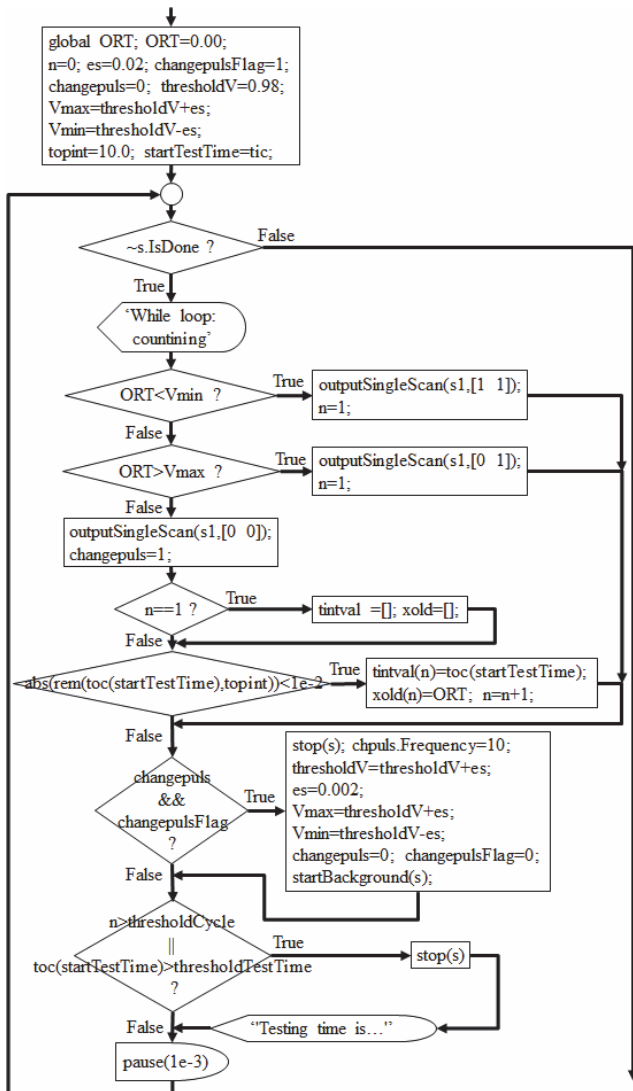 global ORT; ORT=0.00;
n=0; es=0.02; changepulsFlag=1;
changepuls=0; thresholdV=0.98;
Vmax=thresholdV+es;
Vmin=thresholdV-es;
topint=10.0; startTestTime=tic;
~s.IsDone ?
False
True
‘While loop:
countining’
ORT<Vmin ?
True
outputSingleScan(s1,[1 1]);
n=1;
False
ORT>Vmax ?
True
outputSingleScan(s1,[0 1]);
n=1;
False
outputSingleScan(s1,[0 0]);
changepuls=1;
n==1 ?
True
tintval =[]; xold=[];
False
abs(rem(toc(startTestTime),topint))<1e-2
True
tintval(n)=toc(startTestTime);
xold(n)=ORT; n=n+1;
False
changepuls
&&
changepulsFlag
?
True
stop(s); chpuls.Frequency=10;
thresholdV=thresholdV+es;
es=0.002;
Vmax=thresholdV+es;
Vmin=thresholdV-es;
changepuls=0; changepulsFlag=0;
startBackground(s);
False
n>thresholdCycle
||
toc(startTestTime)>thresholdTestTime
?
True
stop(s)
False
‘'Testing time is…'’
pause(1e-3)